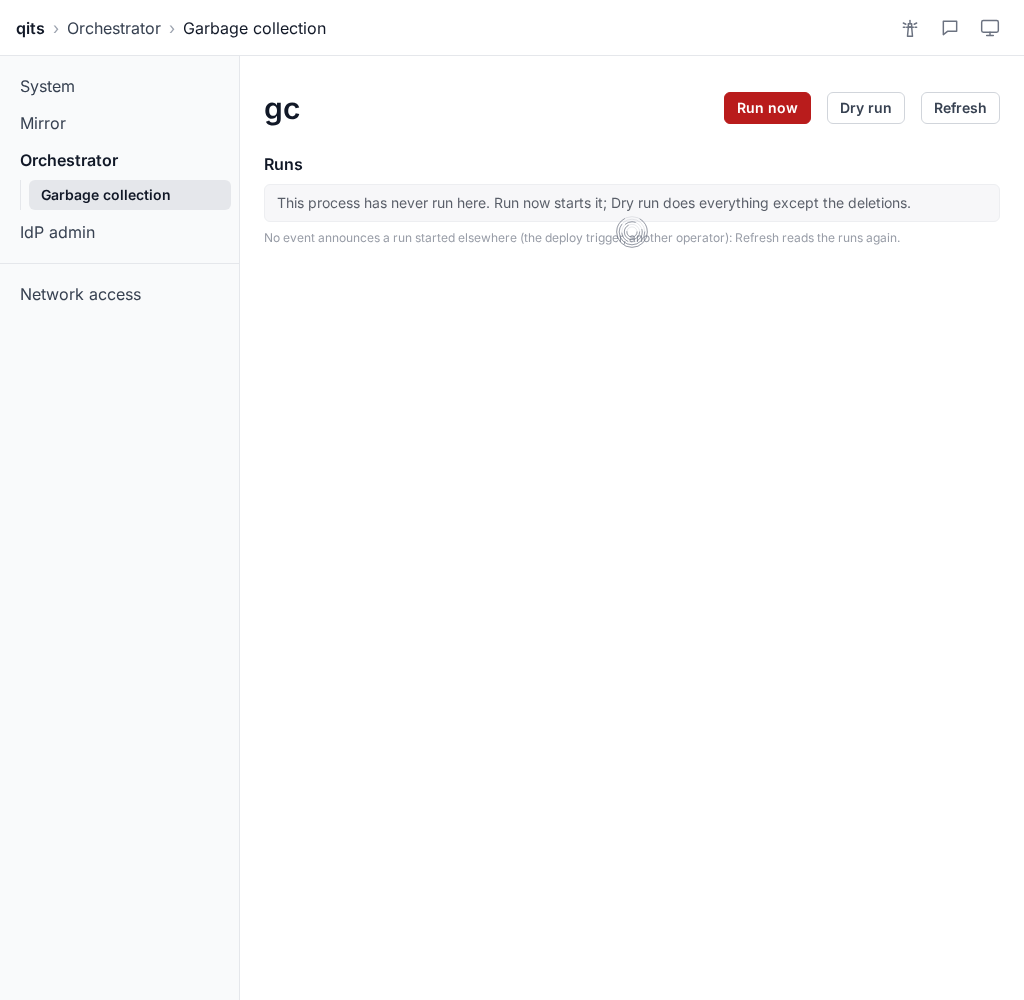 qits › Orchestrator › Garbage collection
System
Mirror
Orchestrator
Garbage collection
IdP admin
Network access
gc
Run now
Dry run
Refresh
Runs
This process has never run here. Run now starts it; Dry run does everything except the deletions.
No event announces a run started elsewhere (the deploy trigger, another operator): Refresh reads the runs again.